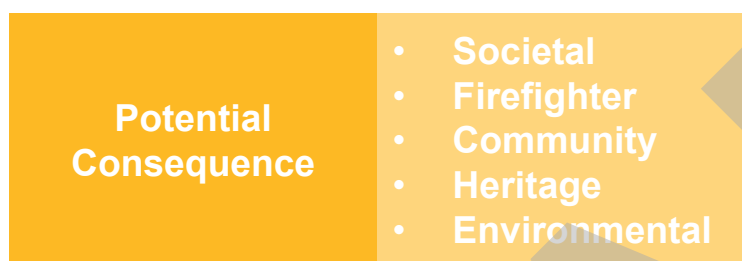 Potential
Consequence
• Societal
• Firefighter
• Community
• Heritage
• Environmental